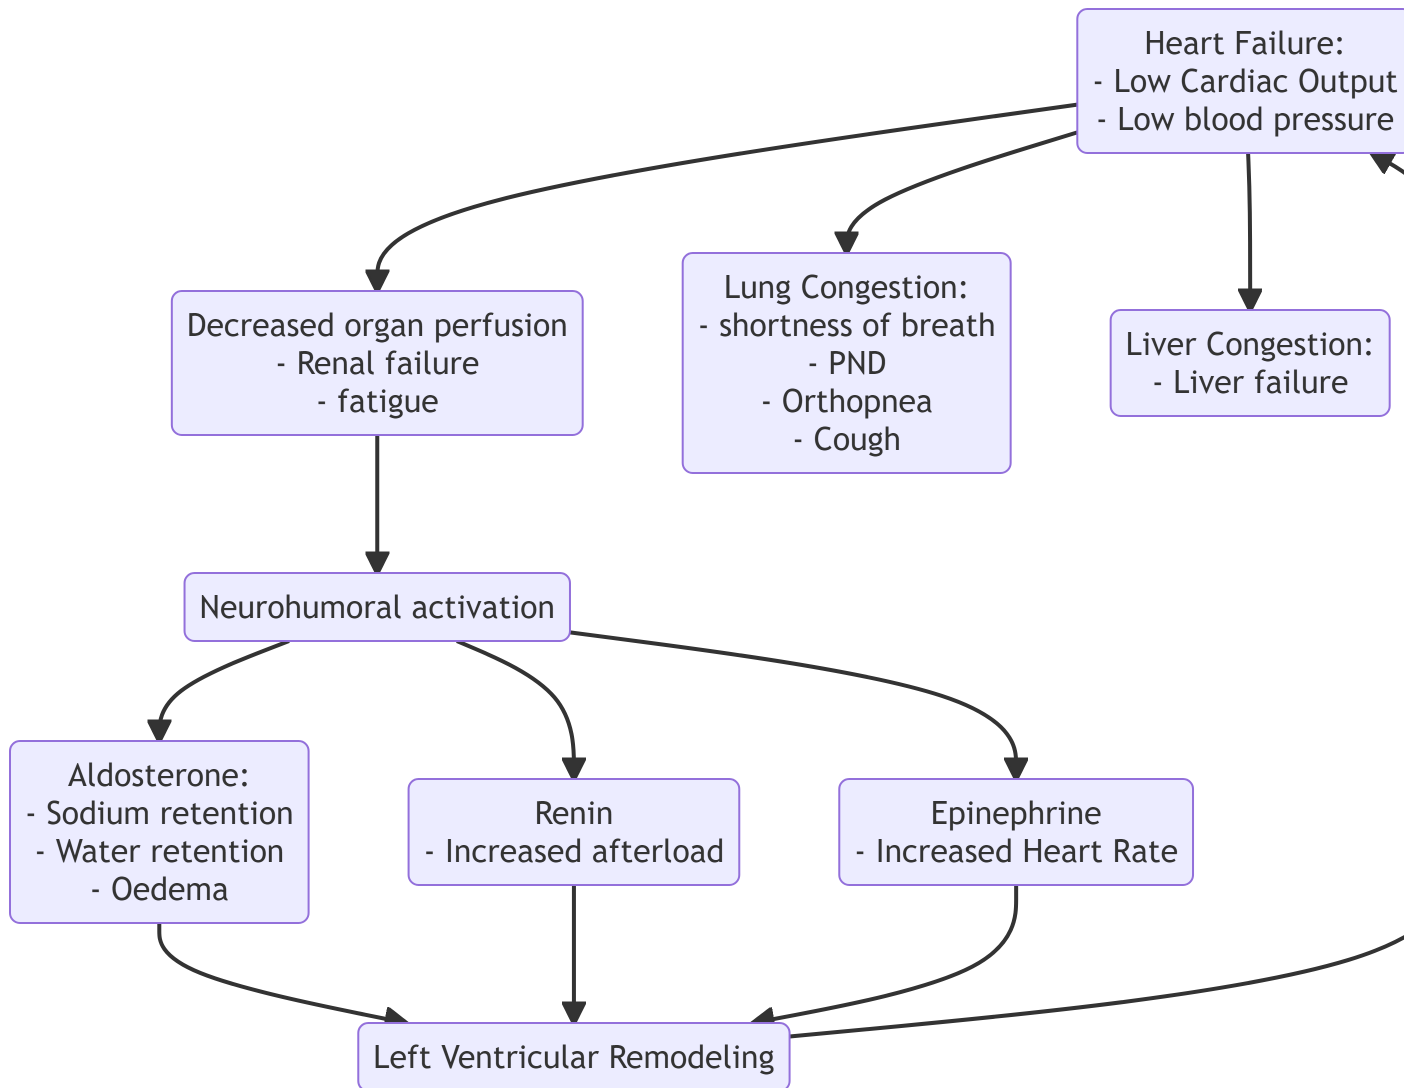 Heart Failure:
- Low Cardiac Output
- Low blood pressure
Decreased organ perfusion
- Renal failure
- fatigue
Lung Congestion:
- shortness of breath
- PND
- Orthopnea
- Cough
Liver Congestion:
- Liver failure
Neurohumoral activation
Aldosterone:
- Sodium retention
- Water retention
- Oedema
Renin
- Increased afterload
Epinephrine
- Increased Heart Rate
Left Ventricular Remodeling